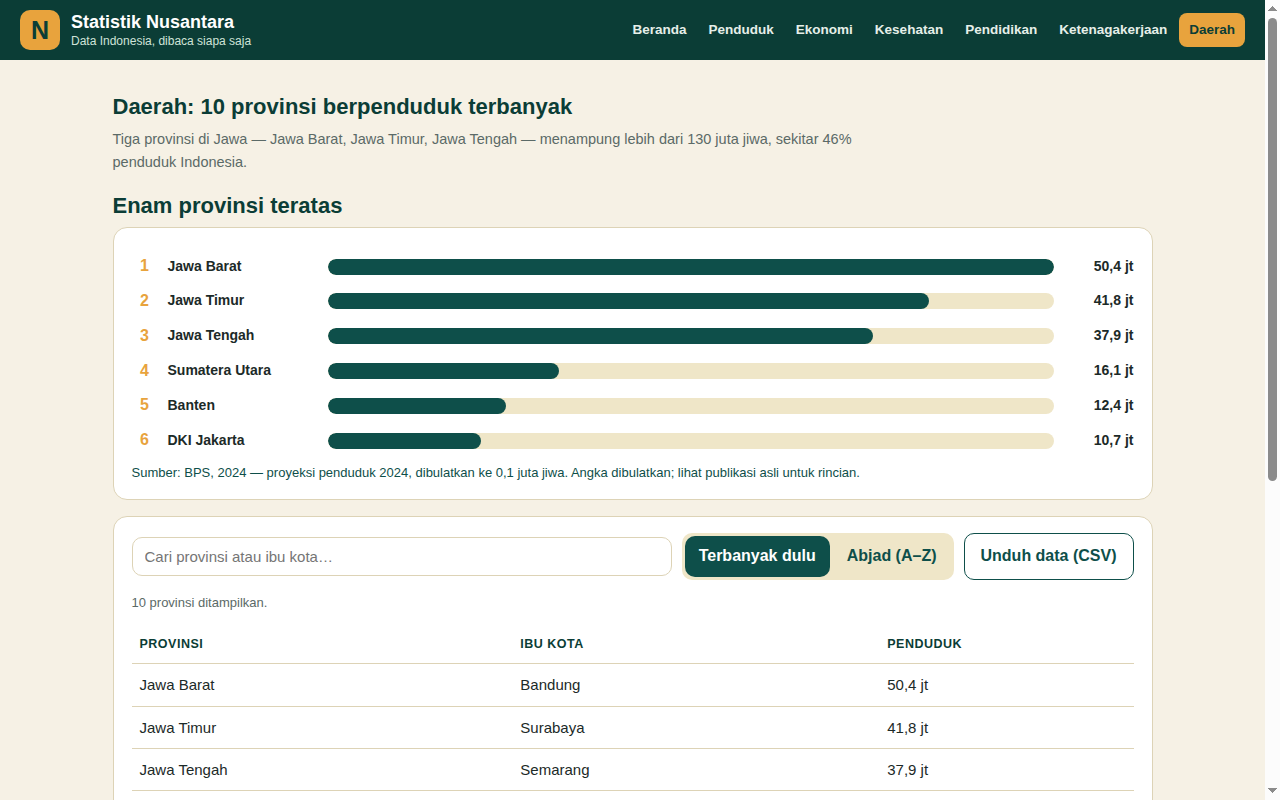 N
Statistik Nusantara
Data Indonesia, dibaca siapa saja
Beranda Penduduk Ekonomi Kesehatan Pendidikan Ketenagakerjaan Daerah
Daerah: 10 provinsi berpenduduk terbanyak
Tiga provinsi di Jawa — Jawa Barat, Jawa Timur, Jawa Tengah — menampung lebih dari 130 juta jiwa, sekitar 46%
penduduk Indonesia.
Enam provinsi teratas
1 Jawa Barat 50,4 jt
2 Jawa Timur 41,8 jt
3 Jawa Tengah 37,9 jt
4 Sumatera Utara 16,1 jt
5 Banten 12,4 jt
6 DKI Jakarta 10,7 jt
Sumber: BPS, 2024 — proyeksi penduduk 2024, dibulatkan ke 0,1 juta jiwa. Angka dibulatkan; lihat publikasi asli untuk rincian.
Cari provinsi atau ibu kota… Terbanyak dulu Abjad (A–Z) Unduh data (CSV)
10 provinsi ditampilkan.
PROVINSI IBU KOTA PENDUDUK
Jawa Barat Bandung 50,4 jt
Jawa Timur Surabaya 41,8 jt
Jawa Tengah Semarang 37,9 jt